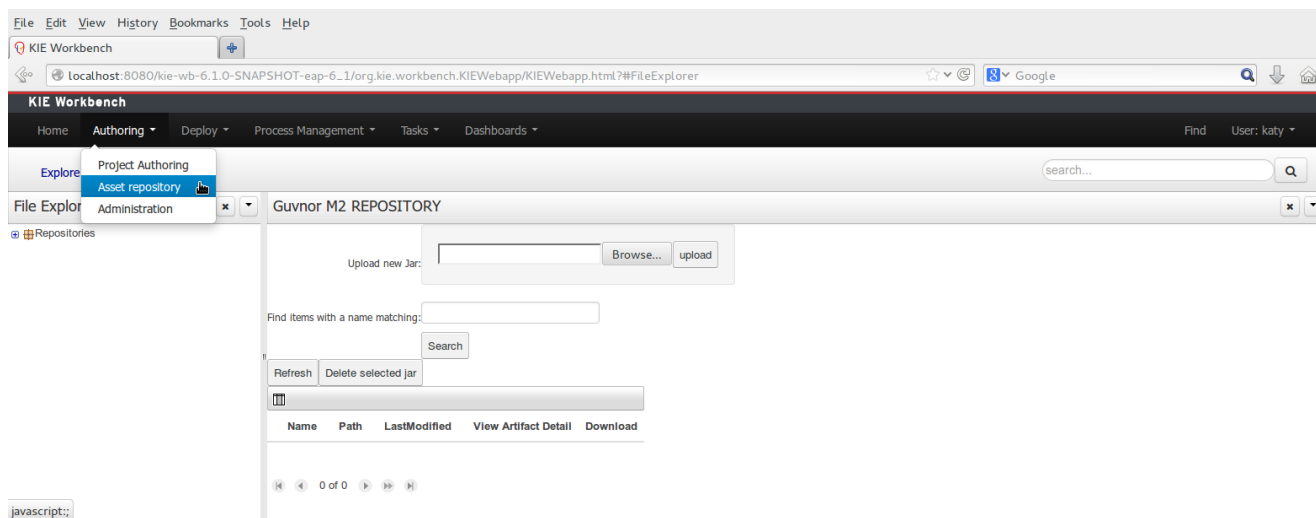 File Edit View History Bookmarks Tools Help
KIE Workbench
localhost:8080/kie-wb-6.1.0-SNAPSHOT-eap-6_1/org.kie.workbench.KIEWebapp/KIEWebapp.html?#FileExplorer
Google
KIE Workbench
Home Authoring Deploy Process Management Tasks Dashboards Find User: katy
Project Authoring
Explore
search...
Asset repository
File Explor
Administration
Guvnor M2 REPOSITORY
Repositories
Upload new Jar: Browse... upload
Find items with a name matching:
Search
Refresh Delete selected jar
Name Path LastModified View Artifact Detail Download
0 of 0
javascript:;